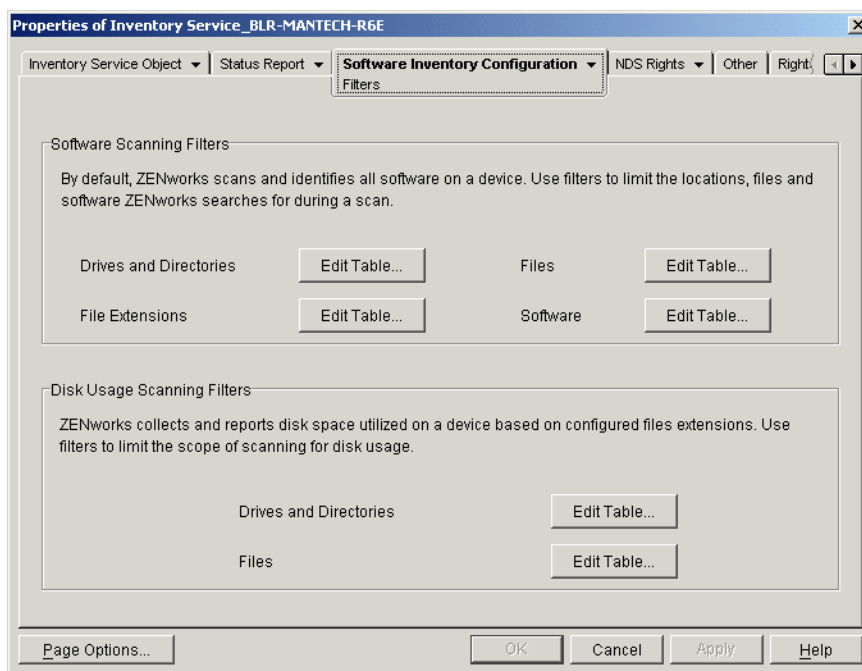 Properties of Inventory Service_BLR-MANTECH-R6E
Inventory Service Object
Status Report
Software Inventory Configuration
Filters
NDS Rights
Other
Right
Software Scanning Filters
By default, ZENworks scans and identifies all software on a device. Use filters to limit the locations, files and
software ZENworks searches for during a scan.
Drives and Directories Edit Table... Files Edit Table...
File Extensions Edit Table... Software Edit Table...
Disk Usage Scanning Filters
ZENworks collects and reports disk space utilized on a device based on configured files extensions. Use
filters to limit the scope of scanning for disk usage.
Drives and Directories Edit Table...
Files Edit Table...
Page Options... OK Cancel Apply Help